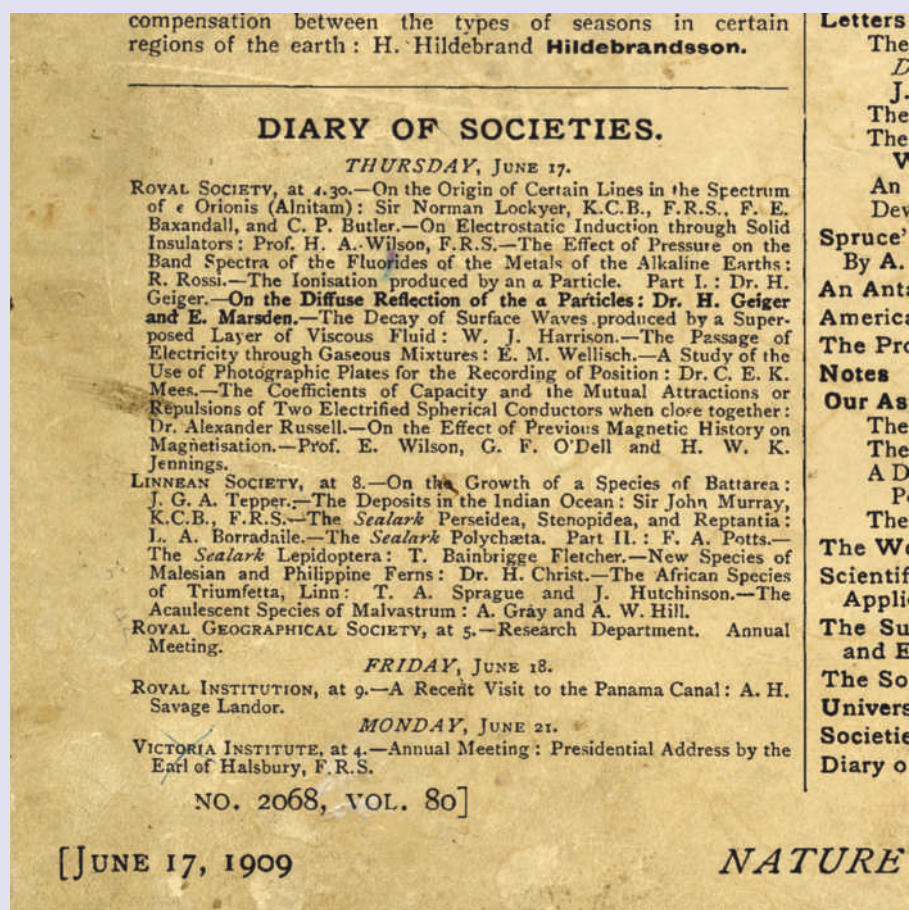 compensation between the types of seasons in certain
regions of the earth : H. Hildebrand Hildebrandsson.
DIARY OF SOCIETIES.
THURSDAY, JUNE 17.
ROYAL SOCIETY, at 4.30.—On the Origin of Certain Lines in the Spectrum
of ε Orionis (Alnitam) : Sir Norman Lockyer, K.C.B., F.R.S., F. E.
Baxandall, and C. P. Butler.—On Electrostatic Induction through Solid
Insulators : Prof. H. A. Wilson, F.R.S.—The Effect of Pressure on the
Band Spectra of the Fluorides of the Metals of the Alkaline Earths :
R. Rossi.—The Ionisation produced by an α Particle. Part I. : Dr. H.
Geiger.—On the Diffuse Reflection of the α Particles : Dr. H. Geiger
and E. Marsden.—The Decay of Surface Waves produced by a Super-
posed Layer of Viscous Fluid : W. J. Harrison.—The Passage of
Electricity through Gaseous Mixtures : E. M. Wellisch.—A Study of the
Use of Photographic Plates for the Recording of Position : Dr. C. E. K.
Mees.—The Coefficients of Capacity and the Mutual Attractions or
Repulsions of Two Electrified Spherical Conductors when close together :
Dr. Alexander Russell.—On the Effect of Previous Magnetic History on
Magnetisation.—Prof. E. Wilson, G. F. O'Dell and H. W. K.
Jennings.
LINNEAN SOCIETY, at 8.—On the Growth of a Species of Battarea :
J. G. A. Tepper.—The Deposits in the Indian Ocean : Sir John Murray,
K.C.B., F.R.S.—The Sealark Perseidea, Stenopidea, and Reptantia :
L. A. Borradaile.—The Sealark Polychæta. Part II. : F. A. Potts.—
The Sealark Lepidoptera : T. Bainbrigge Fletcher.—New Species of
Malesian and Philippine Ferns : Dr. H. Christ.—The African Species
of Triumfetta, Linn : T. A. Sprague and J. Hutchinson.—The
Acaulescent Species of Malvastrum : A. Gray and A. W. Hill.
ROYAL GEOGRAPHICAL SOCIETY, at 5.—Research Department. Annual
Meeting.
FRIDAY, JUNE 18.
ROYAL INSTITUTION, at 9.—A Recent Visit to the Panama Canal : A. H.
Savage Landor.
MONDAY, JUNE 21.
VICTORIA INSTITUTE, at 4.—Annual Meeting : Presidential Address by the
Earl of Halsbury, F.R.S.
NO. 2068, VOL. 80]
Letters
The
J.
The
The
An
Dev
Spruce'
By A.
An Anta
America
The Pro
Notes
Our As
The
The
A D
The
The We
Scientif
Applic
The Su
and E
The So
Univers
Societie
Diary o
[JUNE 17, 1909
NATURE